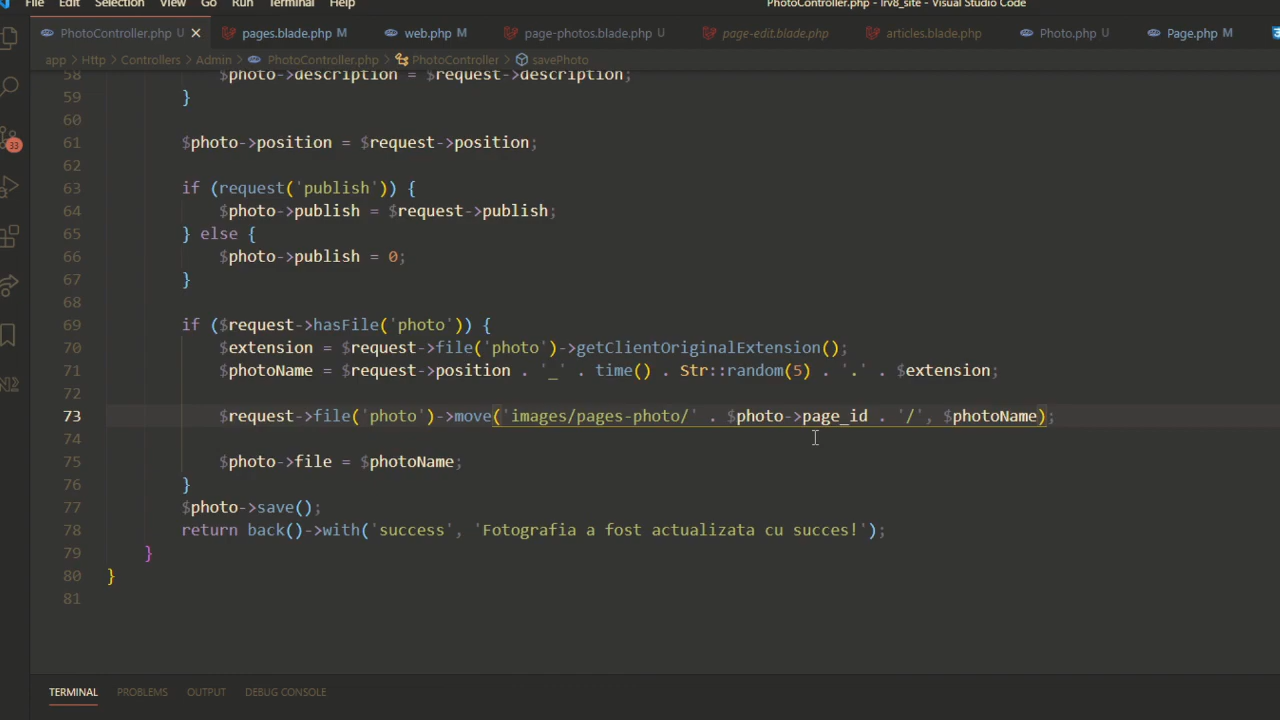 File Edit Selection View Go Run Terminal Help PhotoController.php - lrv8_site - Visual Studio Code
PhotoController.php U pages.blade.php M web.php M page-photos.blade.php U page-edit.blade.php articles.blade.php Photo.php U Page.php M
app > Http > Controllers > Admin > PhotoController.php > PhotoController > savePhoto
58 $photo->description = $request->description;
59 }
60
61 $photo->position = $request->position;
62
63 if (request('publish')) {
64 $photo->publish = $request->publish;
65 } else {
66 $photo->publish = 0;
67 }
68
69 if ($request->hasFile('photo')) {
70 $extension = $request->file('photo')->getClientOriginalExtension();
71 $photoName = $request->position . '_' . time() . Str::random(5) . '.' . $extension;
72
73 $request->file('photo')->move('images/pages-photo/' . $photo->page_id . '/', $photoName);
74
75 $photo->file = $photoName;
76 }
77 $photo->save();
78 return back()->with('success', 'Fotografia a fost actualizata cu succes!');
79 }
80 }
81
33
TERMINAL PROBLEMS OUTPUT DEBUG CONSOLE